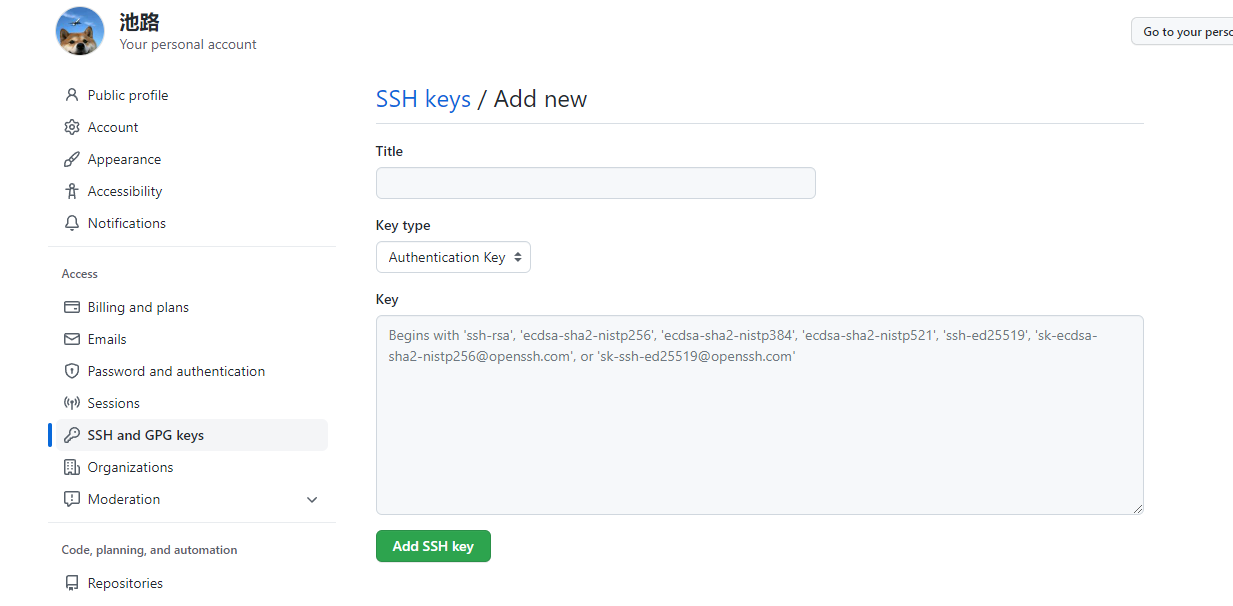 池路
Your personal account
Go to your perso
Public profile
Account
Appearance
Accessibility
Notifications
Access
Billing and plans
Emails
Password and authentication
Sessions
SSH and GPG keys
Organizations
Moderation
Code, planning, and automation
Repositories
SSH keys / Add new
Title
Key type
Authentication Key
Key
Begins with 'ssh-rsa', 'ecdsa-sha2-nistp256', 'ecdsa-sha2-nistp384', 'ecdsa-sha2-nistp521', 'ssh-ed25519', 'sk-ecdsa-
sha2-nistp256@openssh.com', or 'sk-ssh-ed25519@openssh.com'
Add SSH key